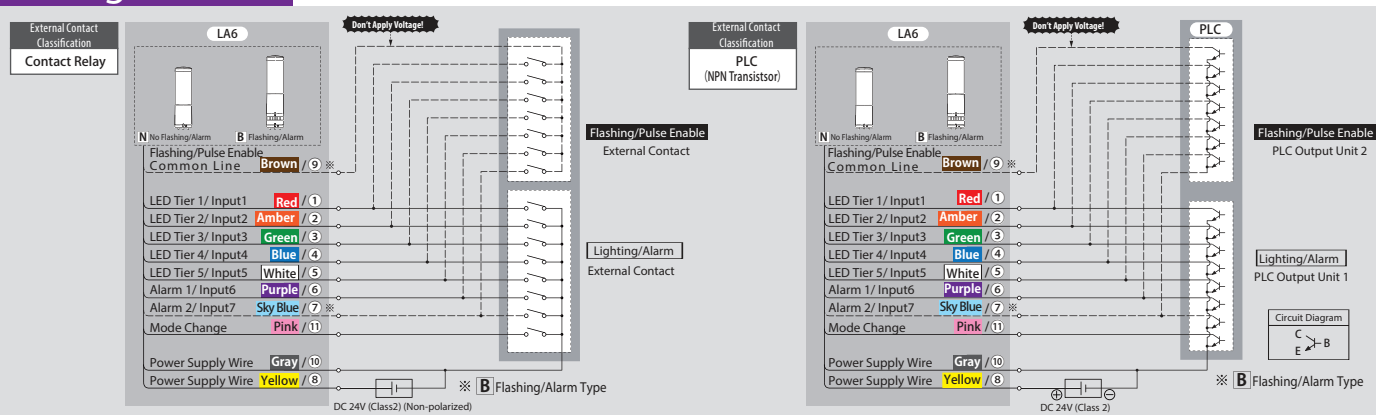 External Contact
Classification
Contact Relay
LA6
Don't Apply Voltage!
N No Flashing/Alarm
B Flashing/Alarm
Flashing/Pulse Enable
Common Line Brown / 9 ※
LED Tier 1/ Input1 Red / 1
LED Tier 2/ Input2 Amber / 2
LED Tier 3/ Input3 Green / 3
LED Tier 4/ Input4 Blue / 4
LED Tier 5/ Input5 White / 5
Alarm 1/ Input6 Purple / 6
Alarm 2/ Input7 Sky Blue / 7 ※
Mode Change Pink / 11
Power Supply Wire Gray / 10
Power Supply Wire Yellow / 8
DC 24V (Class2) (Non-polarized)
Flashing/Pulse Enable
External Contact
Lighting/Alarm
External Contact
※ B Flashing/Alarm Type
External Contact
Classification
PLC
(NPN Transistsor)
LA6
Don't Apply Voltage!
PLC
N No Flashing/Alarm
B Flashing/Alarm
Flashing/Pulse Enable
Common Line Brown / 9 ※
LED Tier 1/ Input1 Red / 1
LED Tier 2/ Input2 Amber / 2
LED Tier 3/ Input3 Green / 3
LED Tier 4/ Input4 Blue / 4
LED Tier 5/ Input5 White / 5
Alarm 1/ Input6 Purple / 6
Alarm 2/ Input7 Sky Blue / 7 ※
Mode Change Pink / 11
Power Supply Wire Gray / 10
Power Supply Wire Yellow / 8
⊕ ⊖
DC 24V (Class 2)
Flashing/Pulse Enable
PLC Output Unit 2
Lighting/Alarm
PLC Output Unit 1
Circuit Diagram
C
B
E
※ B Flashing/Alarm Type